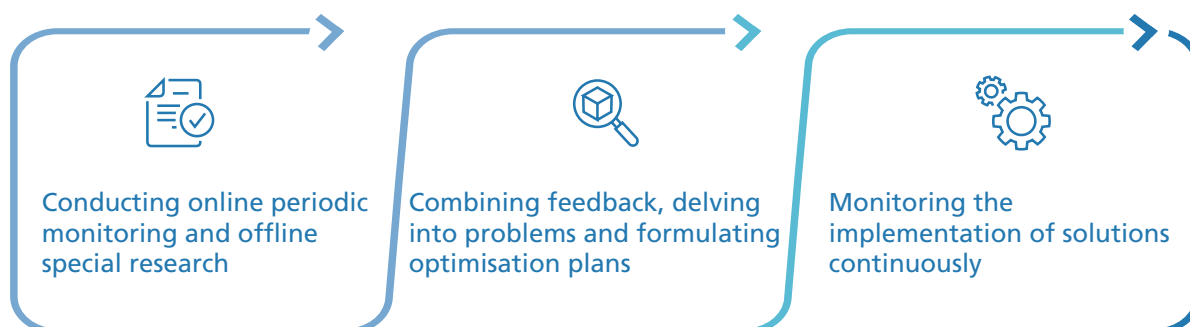 Conducting online periodic
monitoring and offline
special research
Combining feedback, delving
into problems and formulating
optimisation plans
Monitoring the
implementation of solutions
continuously